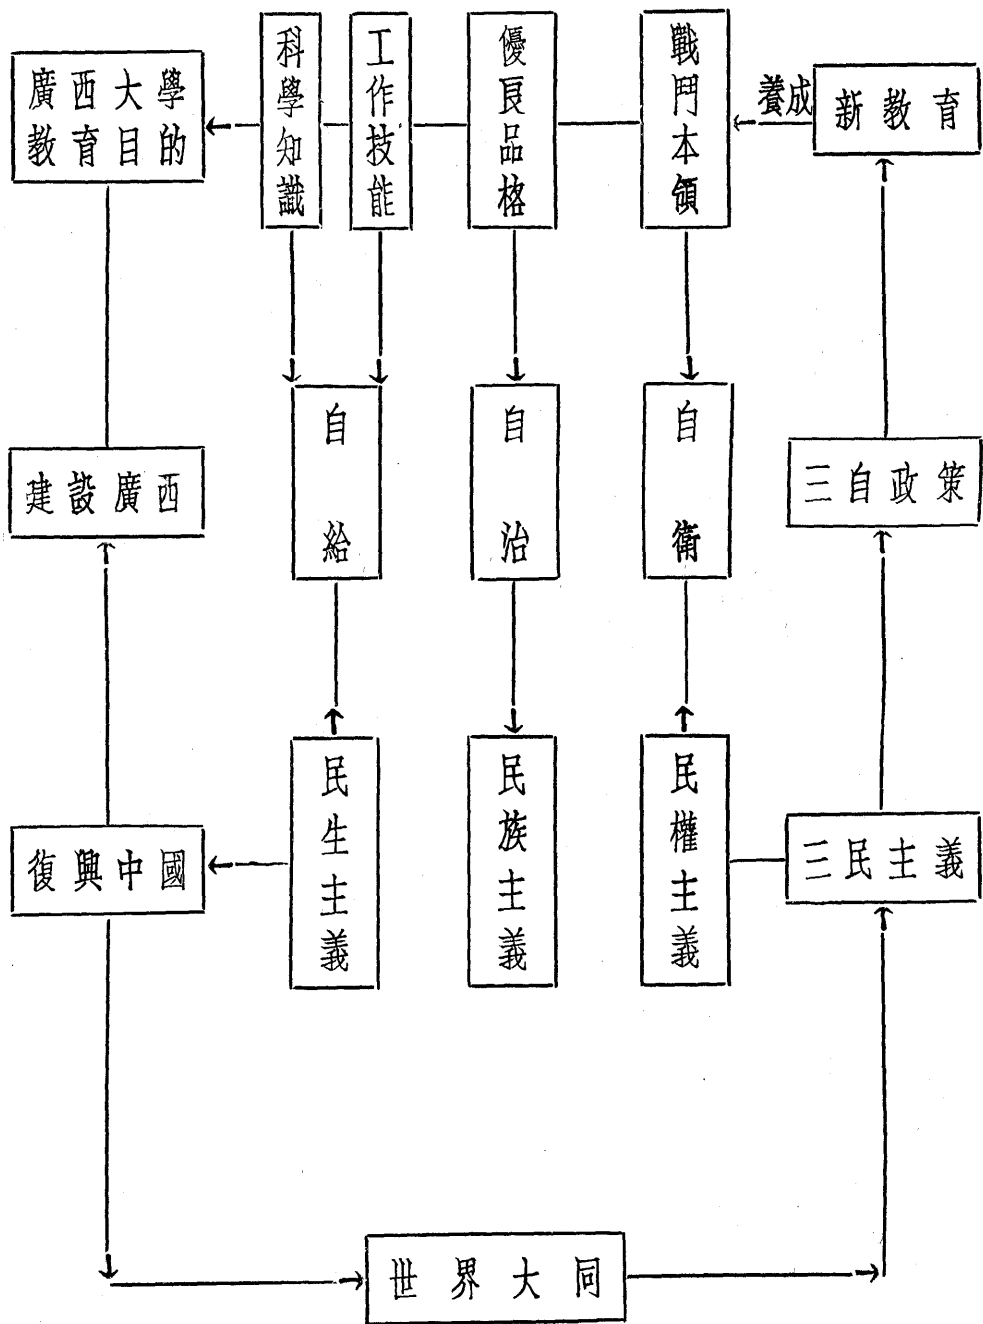 科學知識
工作技能
優良品格
戰鬥本領
廣西大學
教育目的
養成
新教育
自給
自治
自衛
建設廣西
三自政策
民生主義
民族主義
民權主義
復興中國
三民主義
世界大同